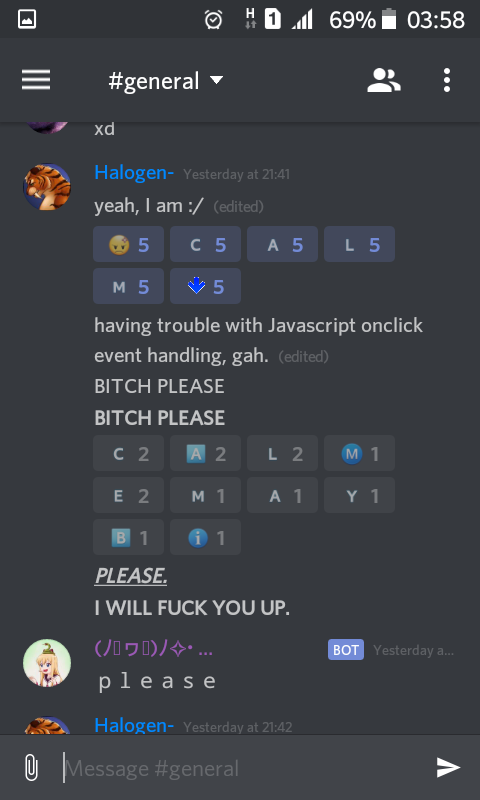 H 1 69% 03:58
#general
xd
Halogen- Yesterday at 21:41
yeah, I am :/ (edited)
5 C 5 A 5 L 5
M 5 5
having trouble with Javascript onclick
event handling, gah. (edited)
BITCH PLEASE
BITCH PLEASE
C 2 A 2 L 2 M 1
E 2 M 1 A 1 Y 1
B 1 i 1
PLEASE.
I WILL FUCK YOU UP.
(ﾉ▯ヮ▯)ﾉ✧･... BOT Yesterday a...
p l e a s e
Halogen- Yesterday at 21:42
Message #general